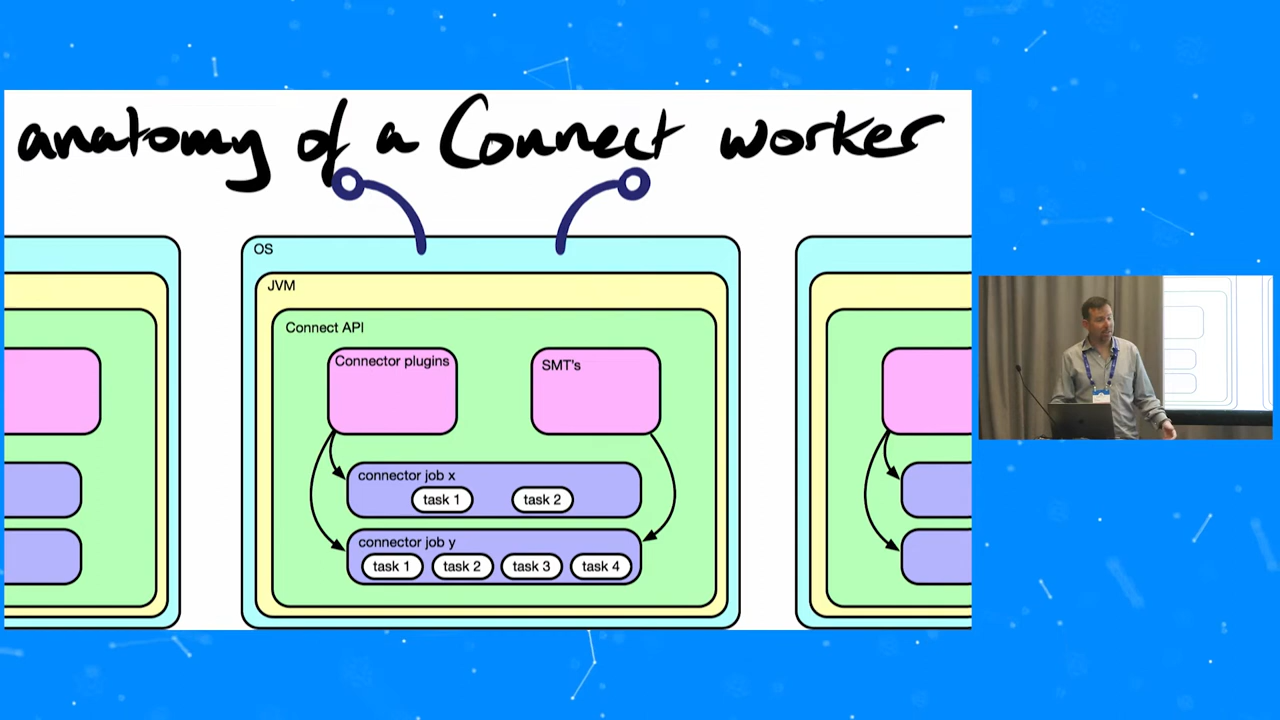 anatomy of a Connect worker
OS
JVM
Connect API
Connector plugins
SMT's
connector job x
task 1
task 2
connector job y
task 1
task 2
task 3
task 4